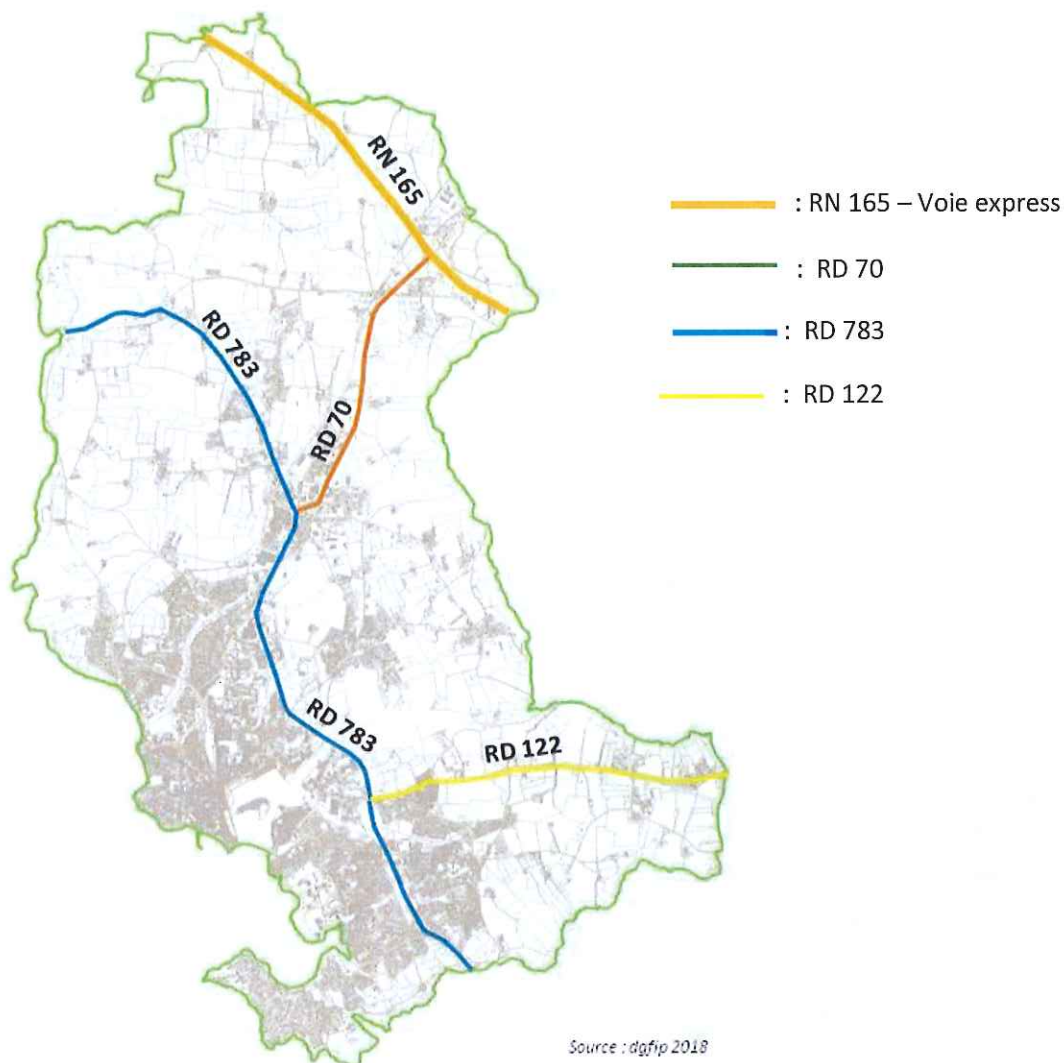 RN 165
: RN 165 – Voie express
: RD 70
RD 783
: RD 783
: RD 122
RD 70
RD 783
RD 122
Source : dgfip 2018